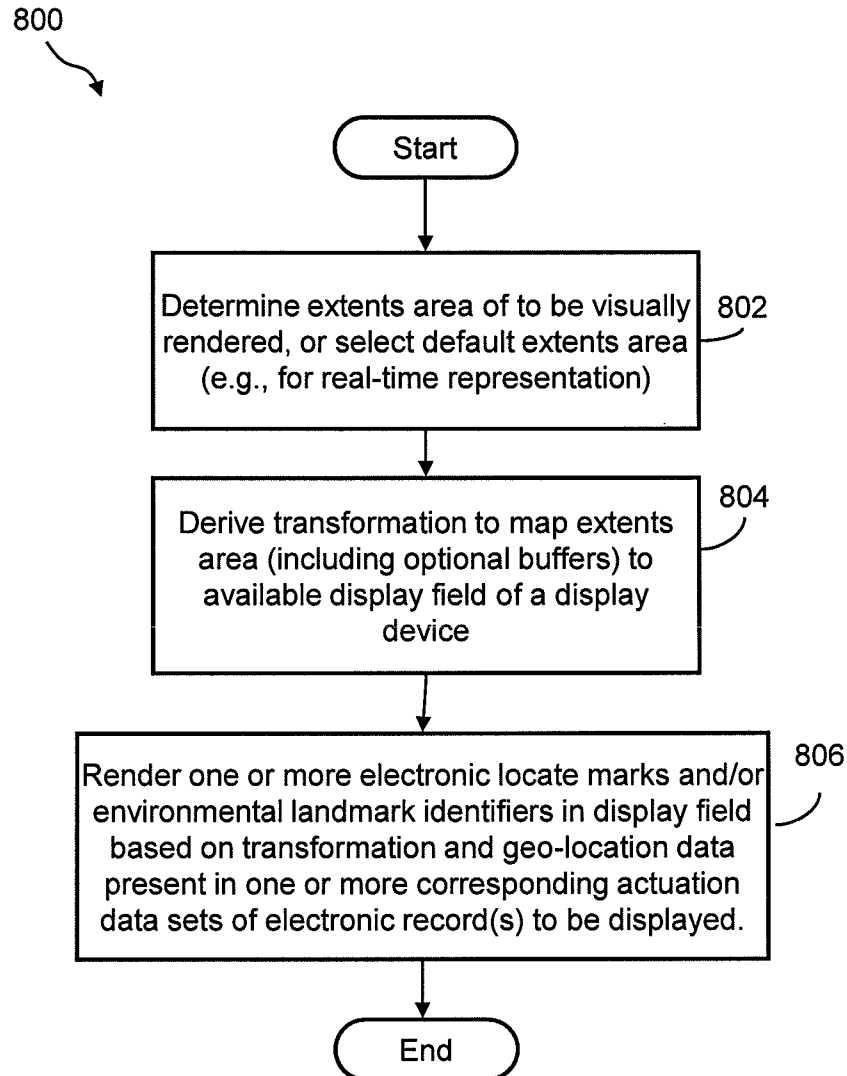 800
Start
Determine extents area of to be visually
rendered, or select default extents area
(e.g., for real-time representation)
802
Derive transformation to map extents
area (including optional buffers) to
available display field of a display
device
804
Render one or more electronic locate marks and/or
environmental landmark identifiers in display field
based on transformation and geo-location data
present in one or more corresponding actuation
data sets of electronic record(s) to be displayed.
806
End